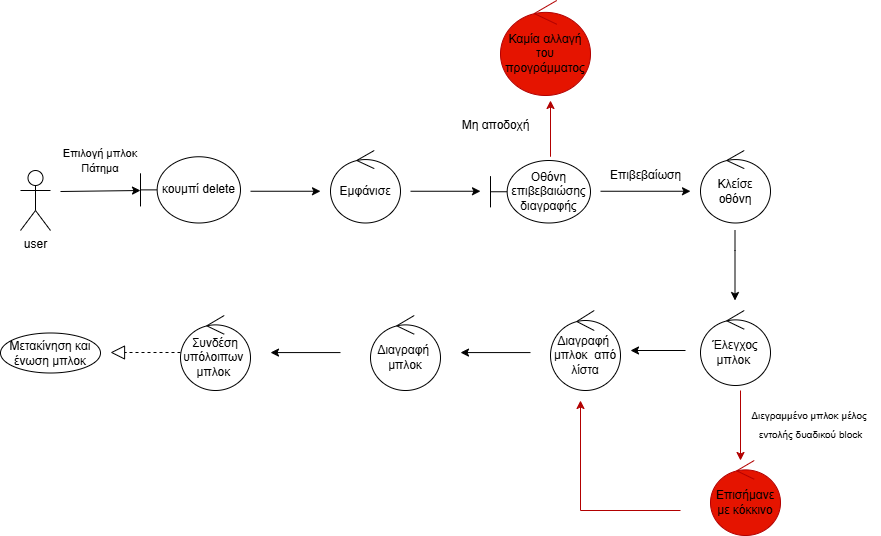 Καμία αλλαγή
του
προγράμματος
Μη αποδοχή
Επιλογή μπλοκ
Πάτημα
user
κουμπί delete
Εμφάνισε
Οθόνη
επιβεβαιώσης
διαγραφής
Επιβεβαίωση
Κλείσε
οθόνη
Μετακίνηση και
ένωση μπλοκ
Συνδέση
υπόλοιπων
μπλοκ
Διαγραφή
μπλοκ
Διαγραφή
μπλοκ από
λίστα
Έλεγχος
μπλοκ
Διεγραμμένο μπλοκ μέλος
εντολής δυαδικού block
Επισήμανε
με κόκκινο